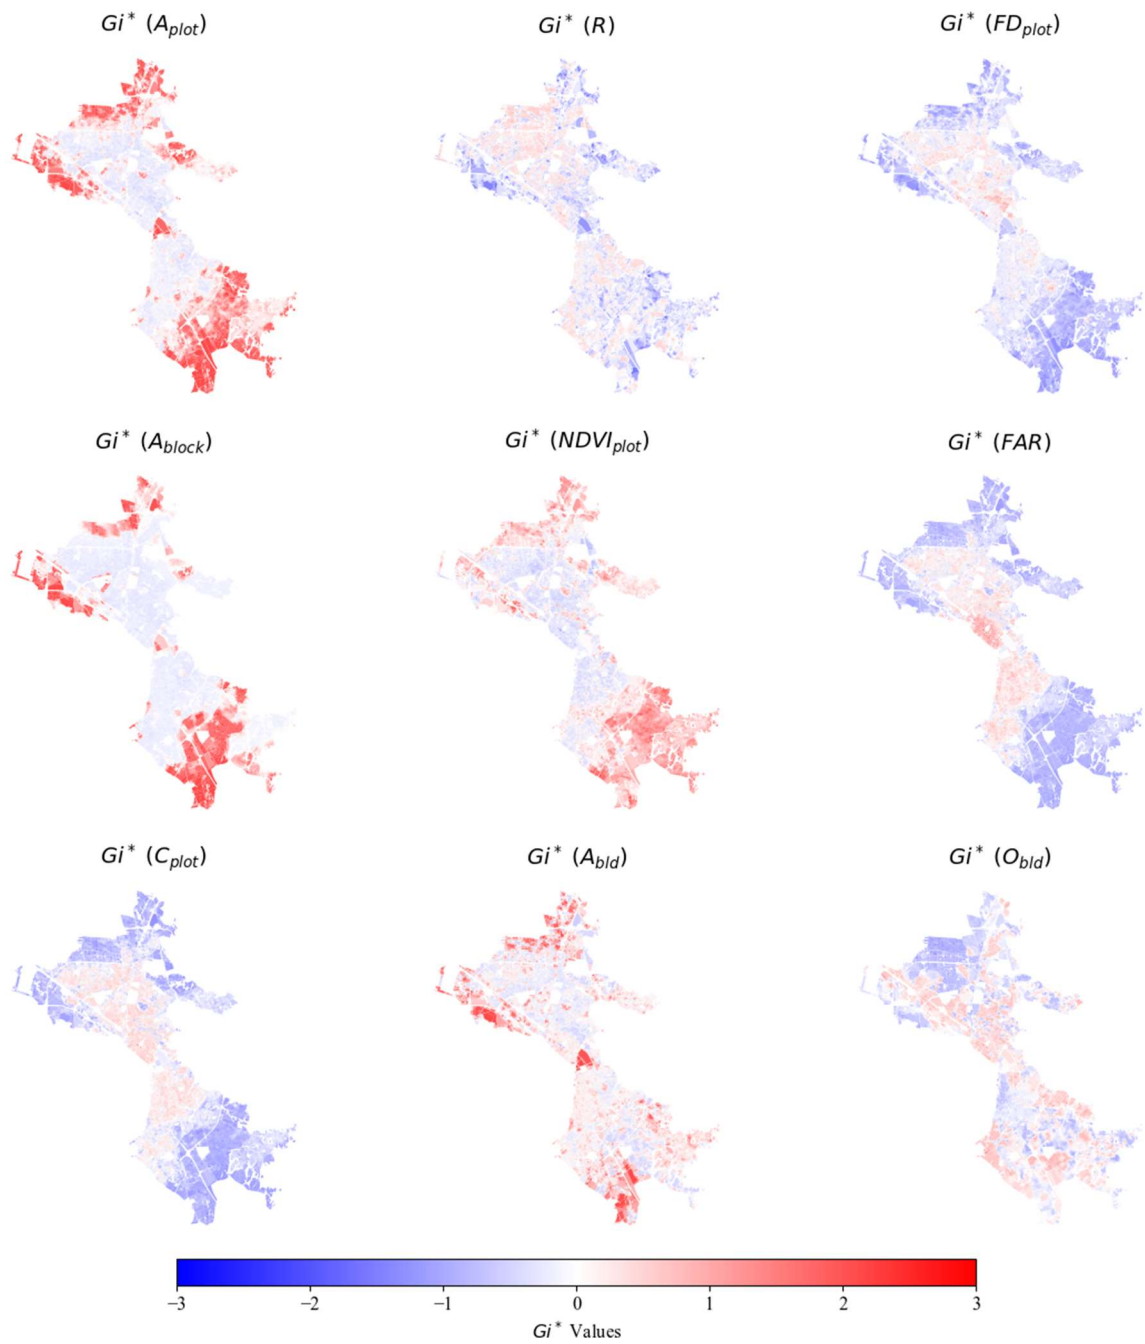 Gi* (A_plot)
Gi* (R)
Gi* (FD_plot)
Gi* (A_block)
Gi* (NDVI_plot)
Gi* (FAR)
Gi* (C_plot)
Gi* (A_bld)
Gi* (O_bld)
−3 −2 −1 0 1 2 3
Gi* Values